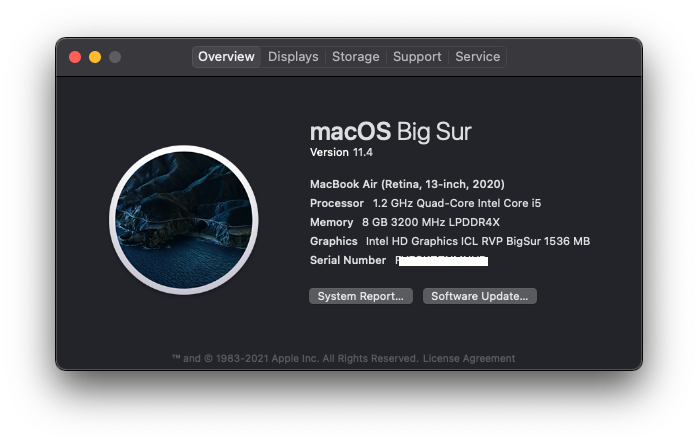 Overview Displays Storage Support Service
macOS Big Sur
Version 11.4
MacBook Air (Retina, 13-inch, 2020)
Processor 1.2 GHz Quad-Core Intel Core i5
Memory 8 GB 3200 MHz LPDDR4X
Graphics Intel HD Graphics ICL RVP BigSur 1536 MB
Serial Number
System Report... Software Update...
™ and © 1983-2021 Apple Inc. All Rights Reserved. License Agreement